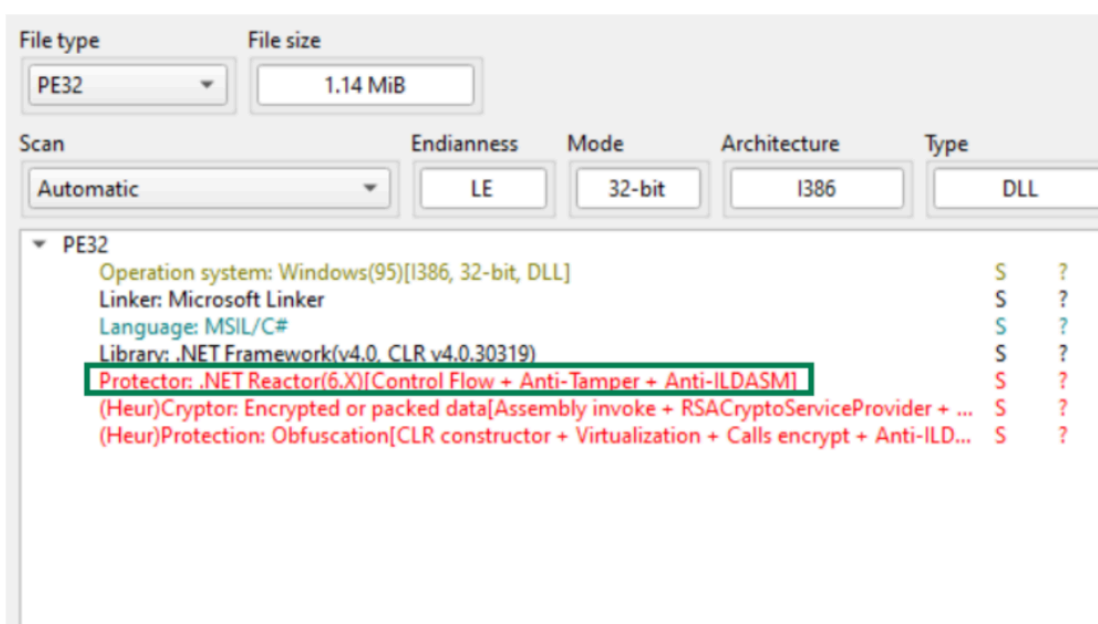 File type File size
PE32 1.14 MiB
Scan Endianness Mode Architecture Type
Automatic LE 32-bit I386 DLL
PE32
Operation system: Windows(95)[I386, 32-bit, DLL] S ?
Linker: Microsoft Linker S ?
Language: MSIL/C# S ?
Library: .NET Framework(v4.0, CLR v4.0.30319) S ?
Protector: .NET Reactor(6.X)[Control Flow + Anti-Tamper + Anti-ILDASM] S ?
(Heur)Cryptor: Encrypted or packed data[Assembly invoke + RSACryptoServiceProvider + ... S ?
(Heur)Protection: Obfuscation[CLR constructor + Virtualization + Calls encrypt + Anti-ILD... S ?